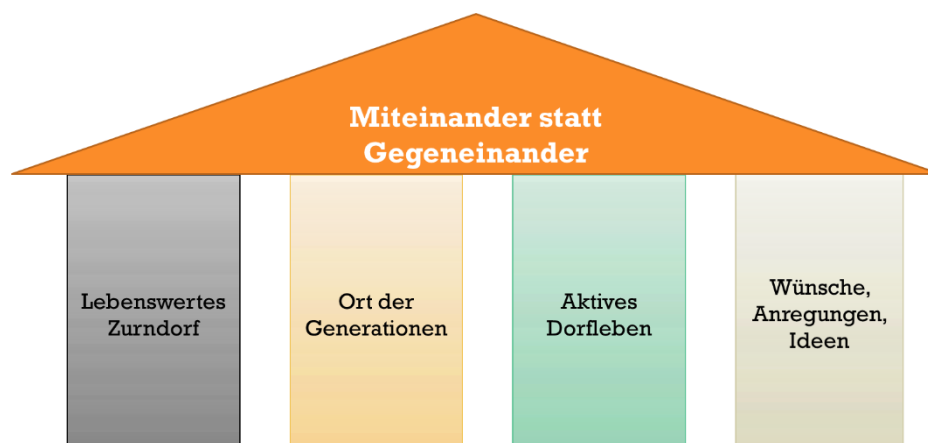 Miteinander statt
Gegeneinander
Lebenswertes
Zurndorf
Ort der
Generationen
Aktives
Dorfleben
Wünsche,
Anregungen,
Ideen